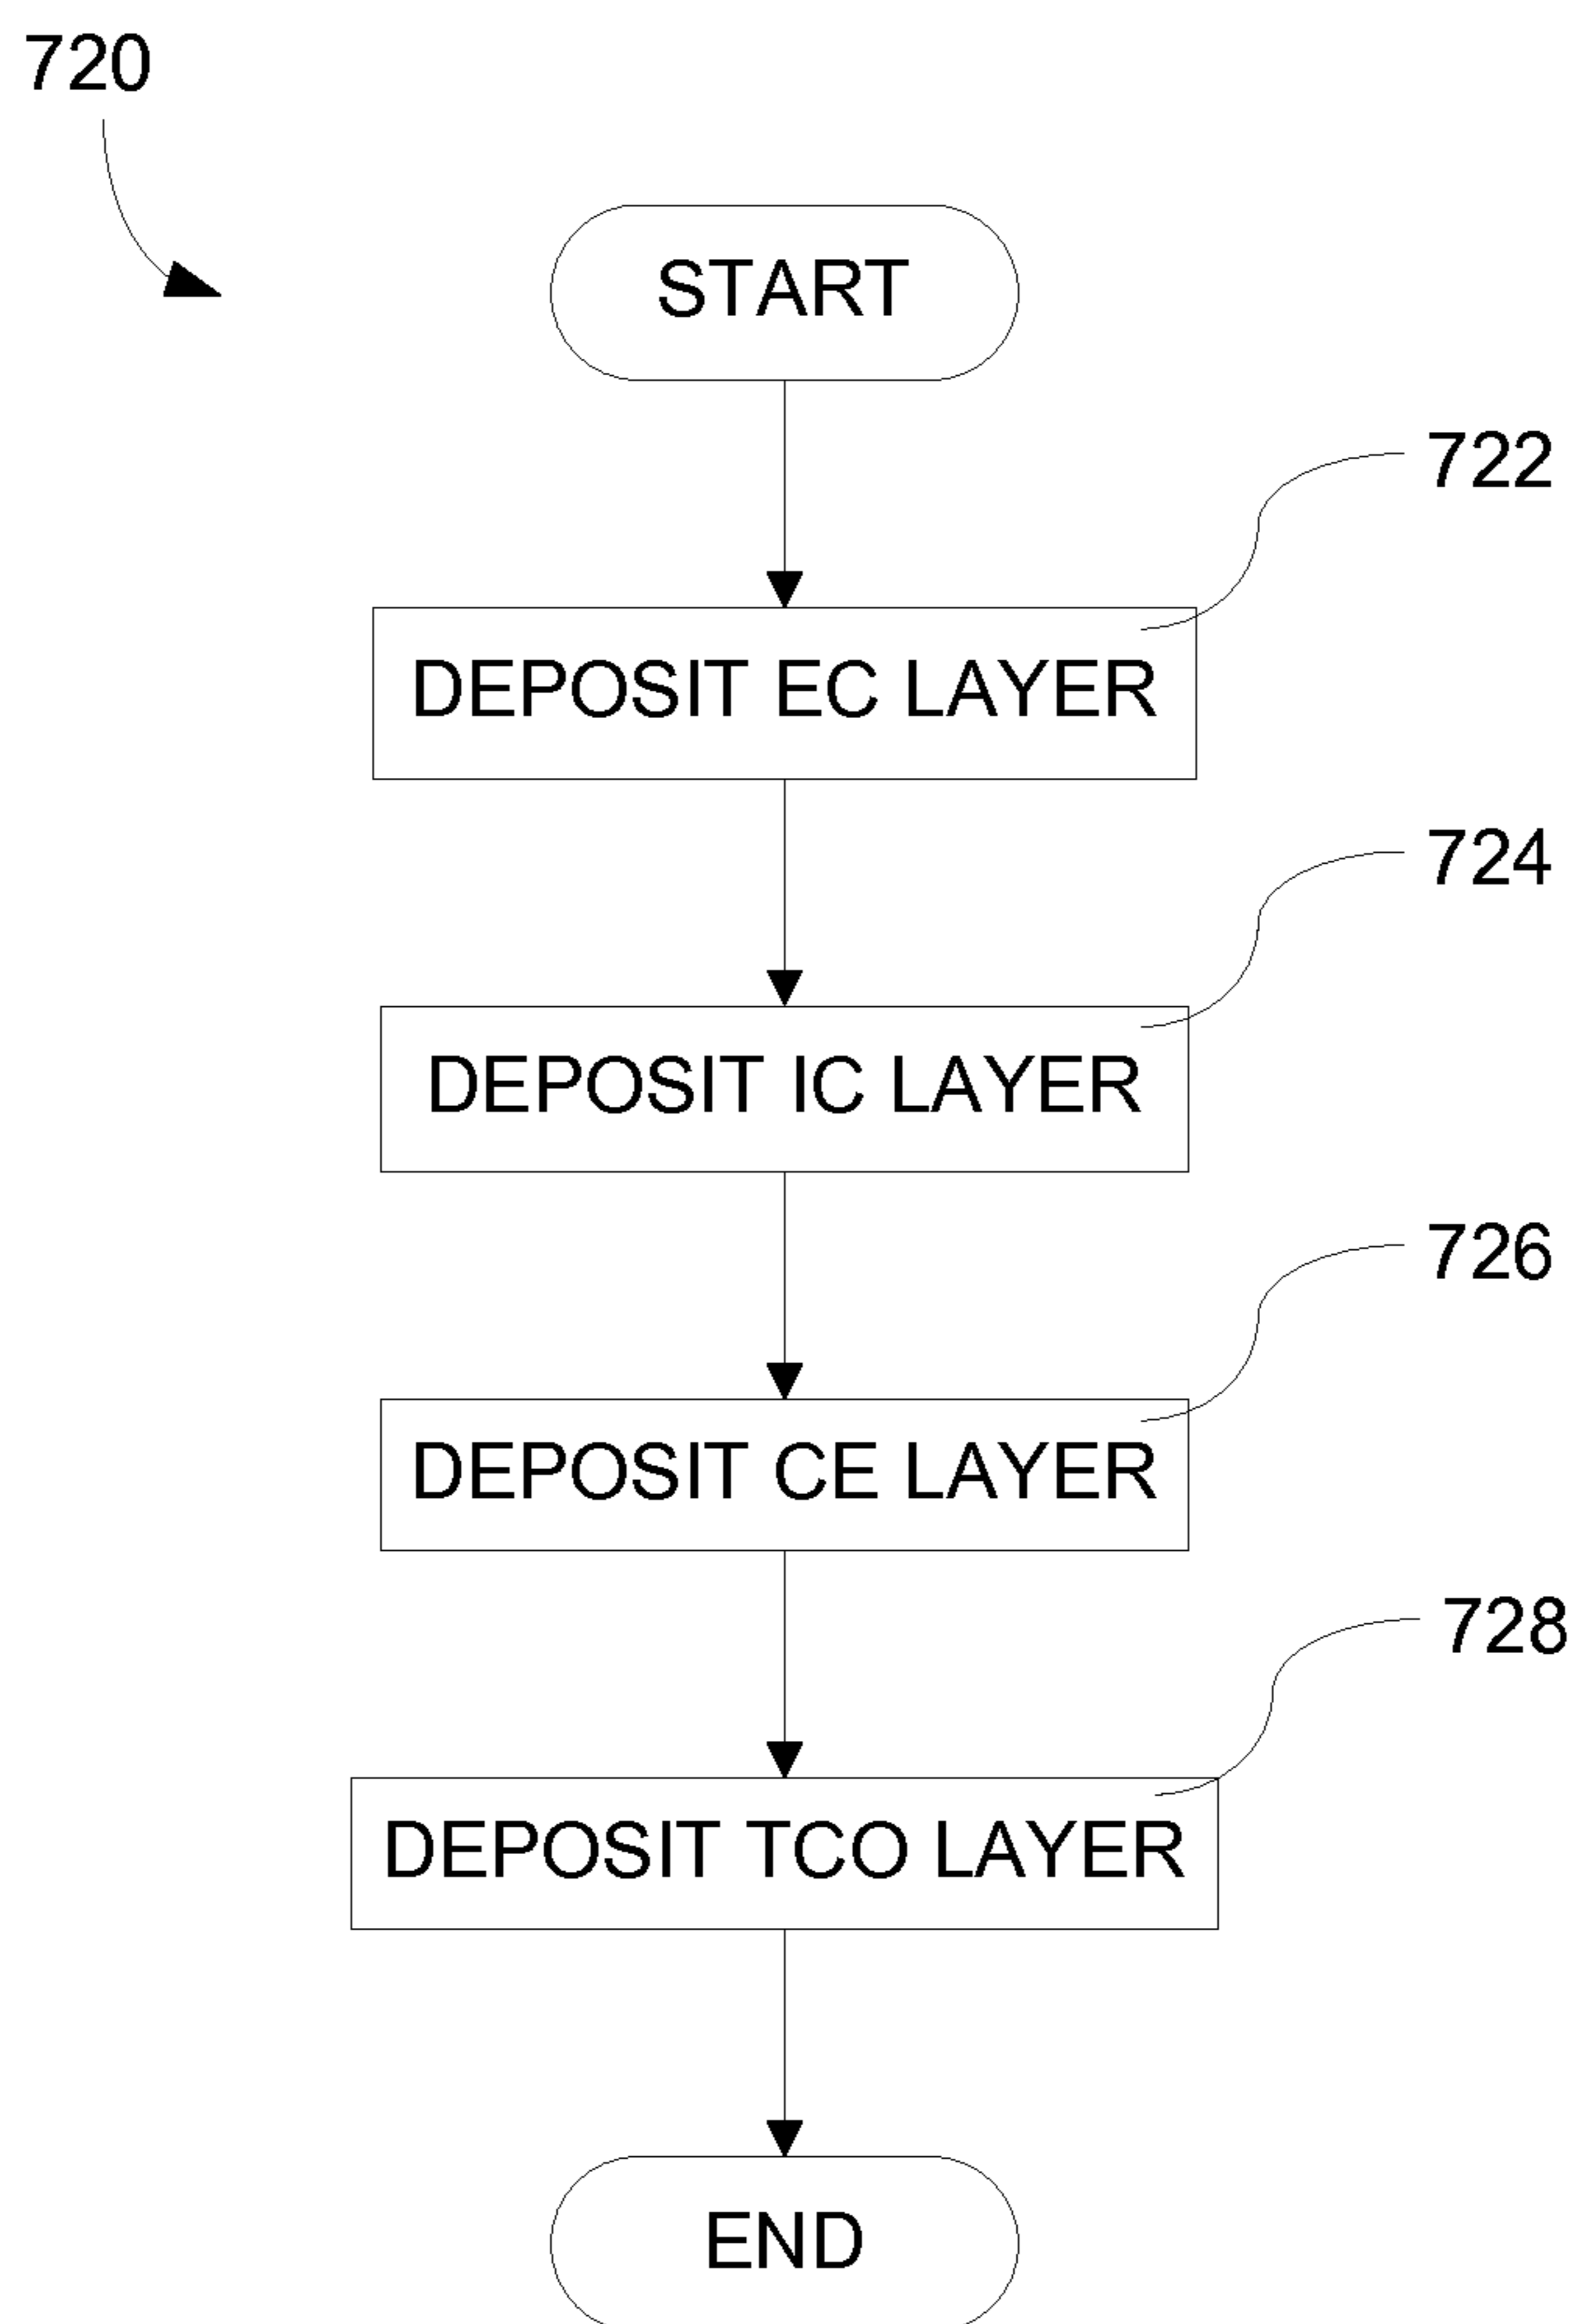 720
START
722
DEPOSIT EC LAYER
724
DEPOSIT IC LAYER
726
DEPOSIT CE LAYER
728
DEPOSIT TCO LAYER
END